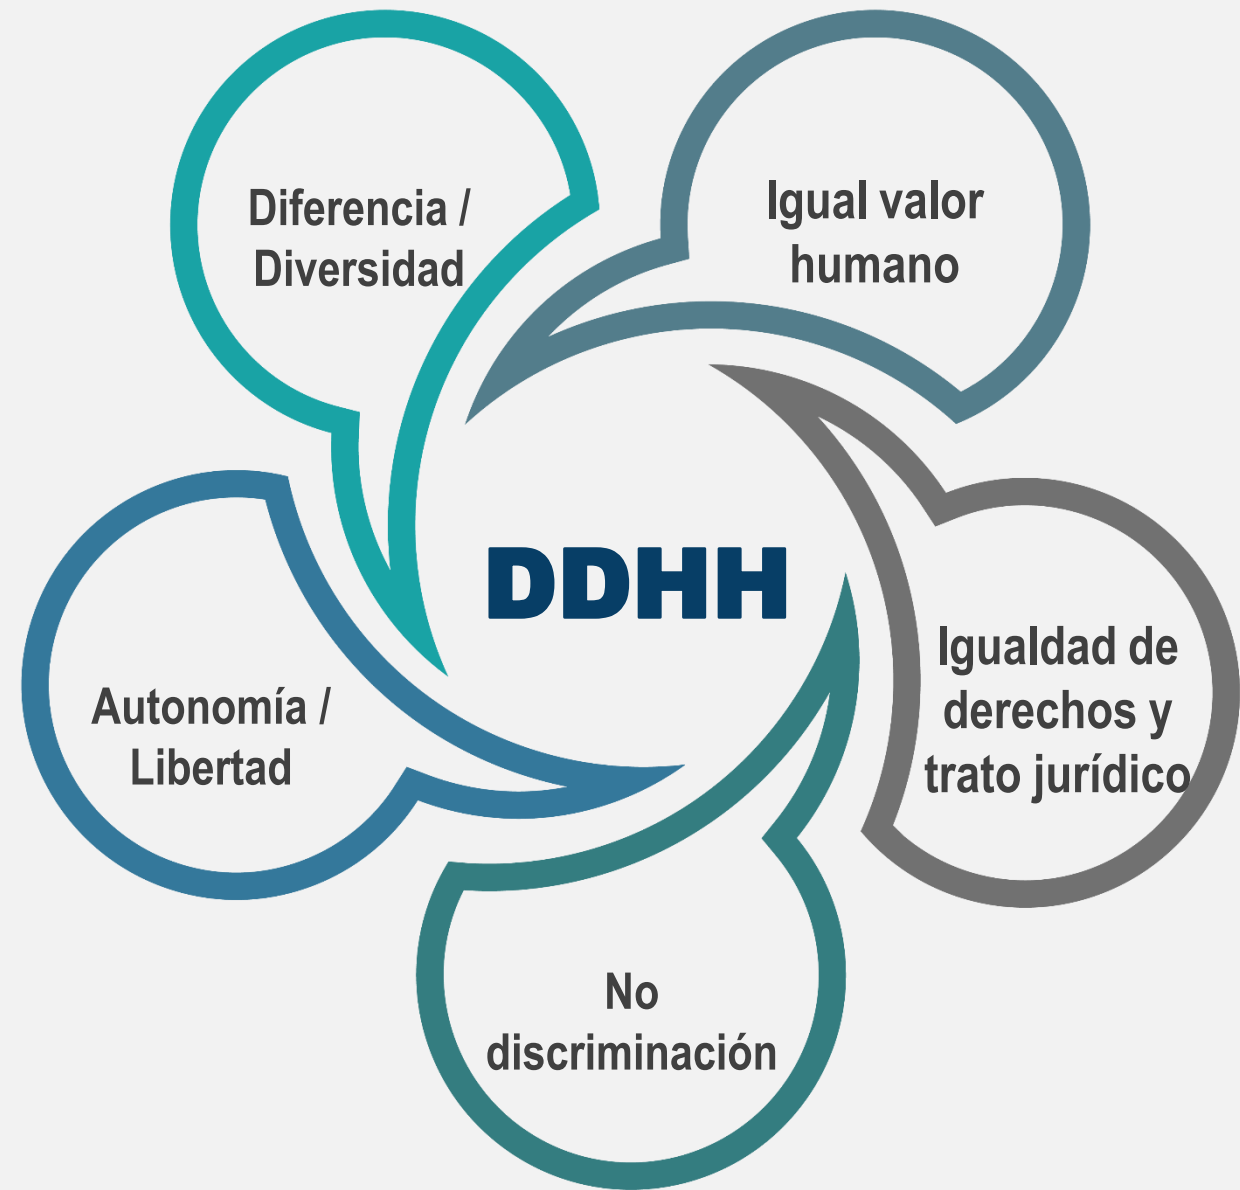 Diferencia /
Diversidad
Igual valor
humano
DDHH
Igualdad de
derechos y
trato jurídico
Autonomía /
Libertad
No
discriminación